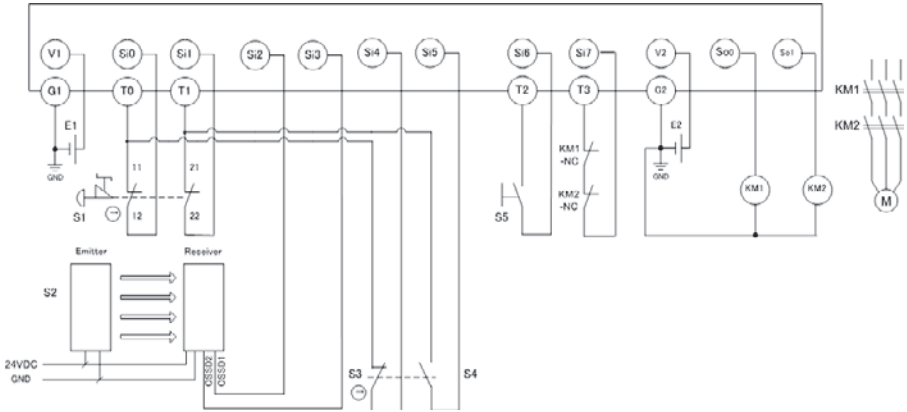 V1 Si0 Si1 Si2 Si3 Si4 Si5 Si6 Si7 V2 So0 So1
G1 T0 T1 T2 T3 G2
KM1
KM2
E1
E2
GND
GND
KM1
-NC
KM2
-NC
11
21
S1
12
22
S5
KM1
KM2
M
Emitter
Receiver
S2
24VDC
GND
OSSD2
OSSD1
S3
S4